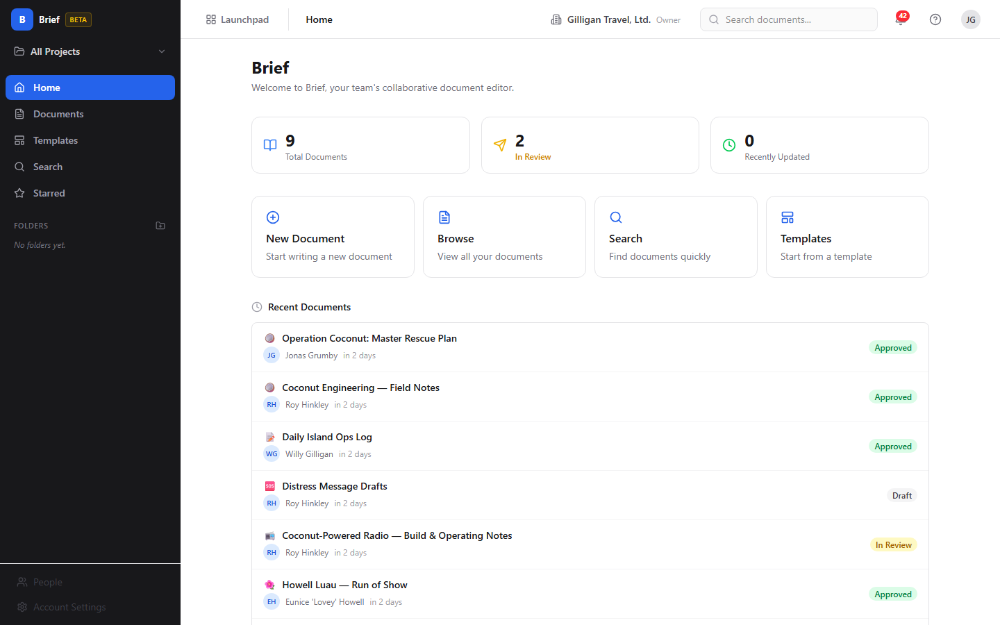 B Brief BETA
All Projects
Home
Documents
Templates
Search
Starred
FOLDERS
No folders yet.
People
Account Settings
Launchpad
Home
Gilligan Travel, Ltd. Owner
Search documents...
42
JG
Brief
Welcome to Brief, your team's collaborative document editor.
9
Total Documents
2
In Review
0
Recently Updated
New Document
Start writing a new document
Browse
View all your documents
Search
Find documents quickly
Templates
Start from a template
Recent Documents
Operation Coconut: Master Rescue Plan
JG Jonas Grumby in 2 days
Approved
Coconut Engineering — Field Notes
RH Roy Hinkley in 2 days
Approved
Daily Island Ops Log
WG Willy Gilligan in 2 days
Approved
SOS Distress Message Drafts
RH Roy Hinkley in 2 days
Draft
Coconut-Powered Radio — Build & Operating Notes
RH Roy Hinkley in 2 days
In Review
Howell Luau — Run of Show
EH Eunice 'Lovey' Howell in 2 days
Approved